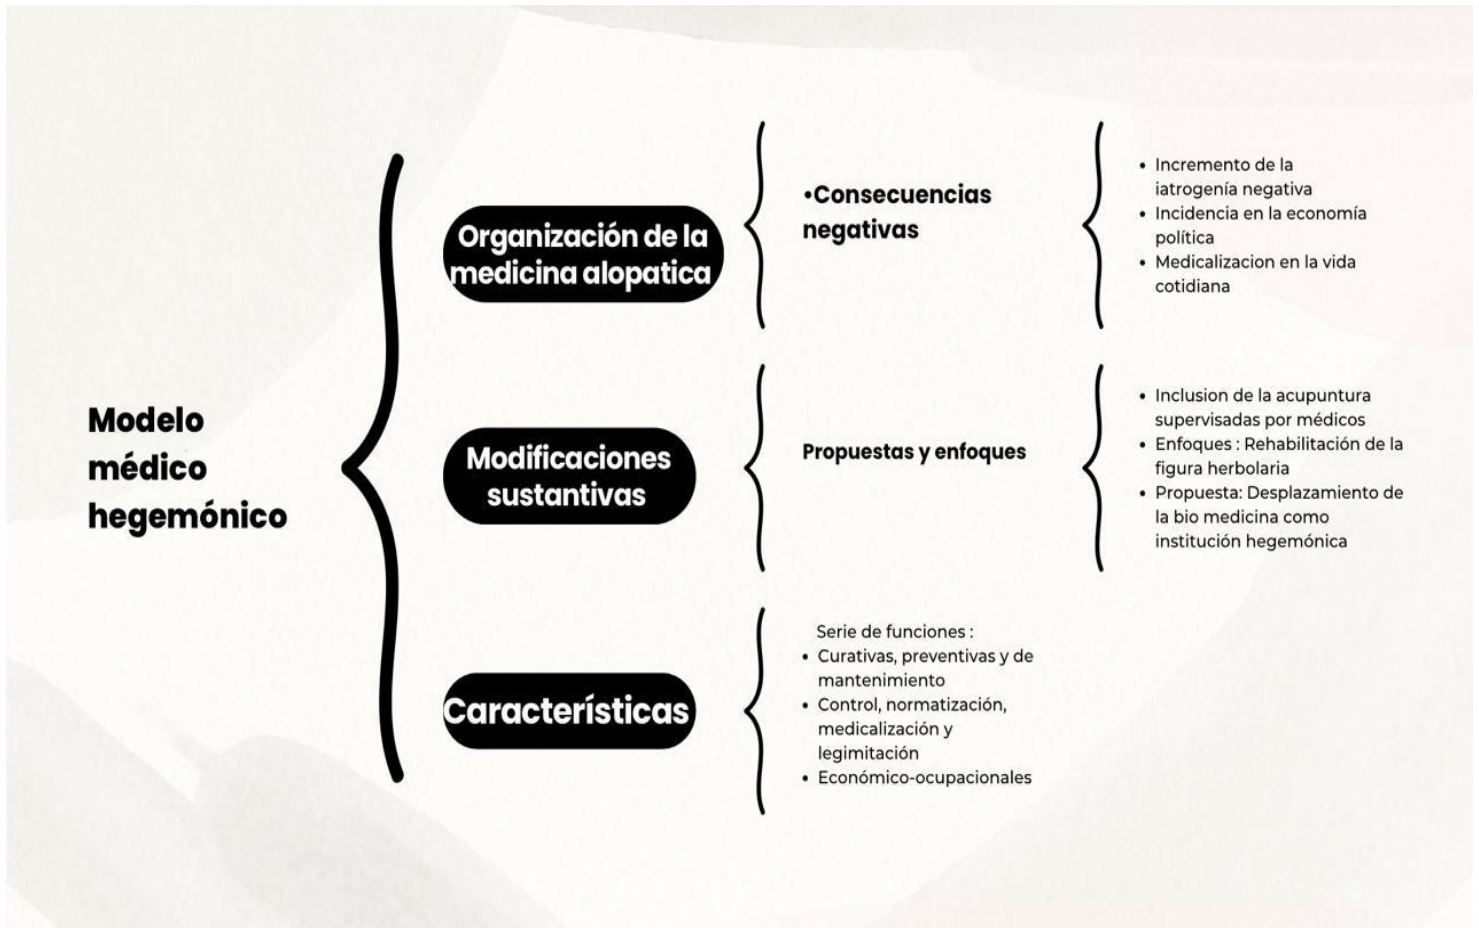 Modelo
médico
hegemónico
Organización de la
medicina alopatica
•Consecuencias
negativas
• Incremento de la
iatrogenía negativa
• Incidencia en la economía
política
• Medicalizacion en la vida
cotidiana
Modificaciones
sustantivas
Propuestas y enfoques
• Inclusion de la acupuntura
supervisadas por médicos
• Enfoques : Rehabilitación de la
figura herbolaria
• Propuesta: Desplazamiento de
la bio medicina como
institución hegemónica
Características
Serie de funciones :
• Curativas, preventivas y de
mantenimiento
• Control, normatización,
medicalización y
legimitación
• Económico-ocupacionales